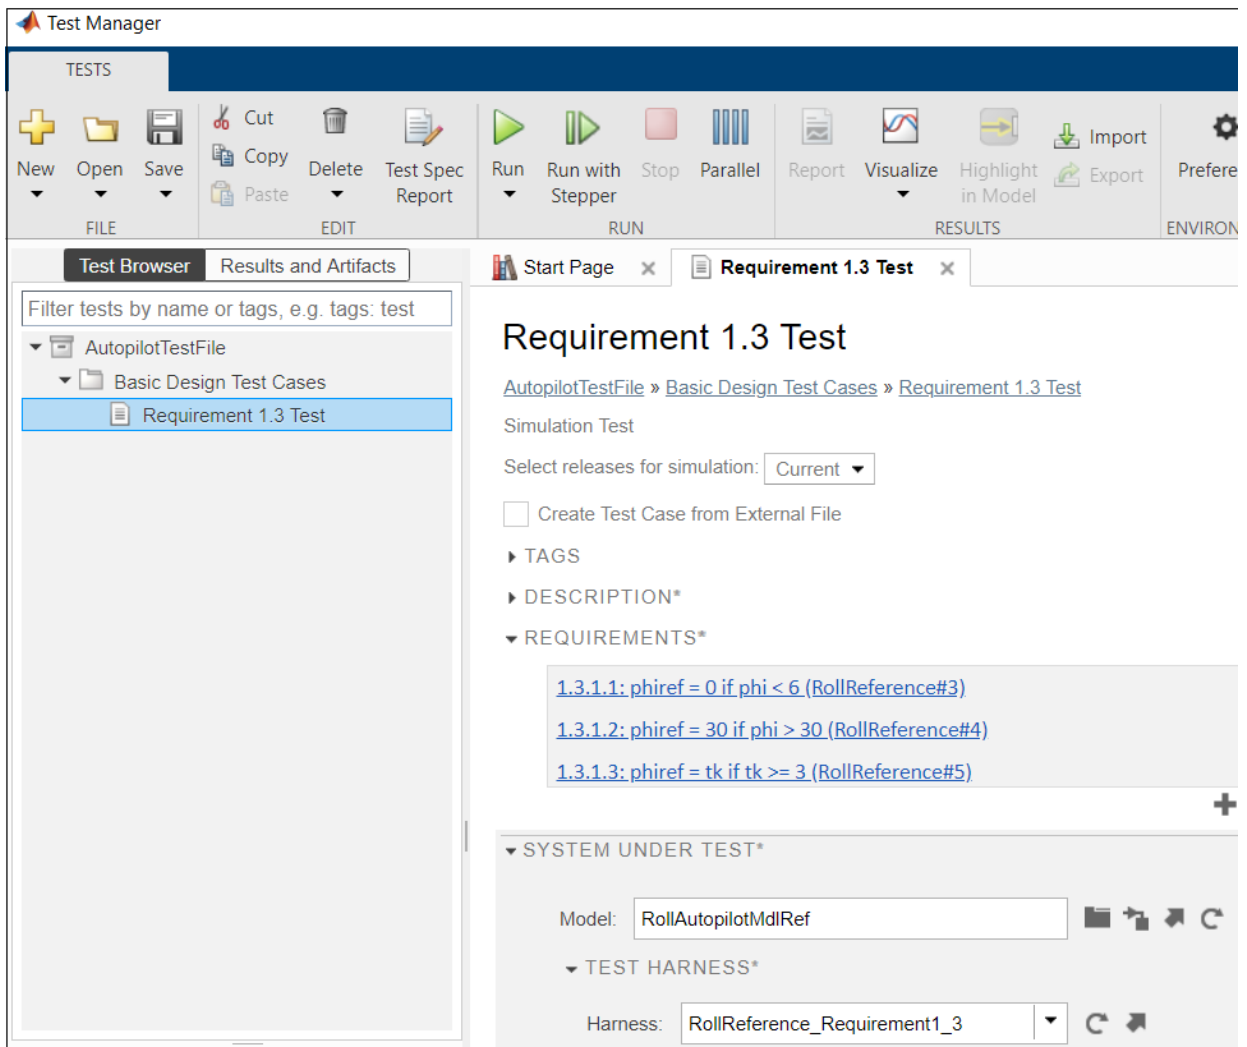 Test Manager
TESTS
New
Open
Save
Cut
Copy
Paste
Delete
Test Spec
Report
Run
Run with
Stepper
Stop
Parallel
Report
Visualize
Highlight
in Model
Import
Export
Prefere
FILE
EDIT
RUN
RESULTS
ENVIRON
Test Browser
Results and Artifacts
Start Page
Requirement 1.3 Test
Filter tests by name or tags, e.g. tags: test
AutopilotTestFile
Basic Design Test Cases
Requirement 1.3 Test
Requirement 1.3 Test
AutopilotTestFile » Basic Design Test Cases » Requirement 1.3 Test
Simulation Test
Select releases for simulation: Current
Create Test Case from External File
TAGS
DESCRIPTION*
REQUIREMENTS*
1.3.1.1: phiref = 0 if phi < 6 (RollReference#3)
1.3.1.2: phiref = 30 if phi > 30 (RollReference#4)
1.3.1.3: phiref = tk if tk >= 3 (RollReference#5)
SYSTEM UNDER TEST*
Model: RollAutopilotMdlRef
TEST HARNESS*
Harness: RollReference_Requirement1_3